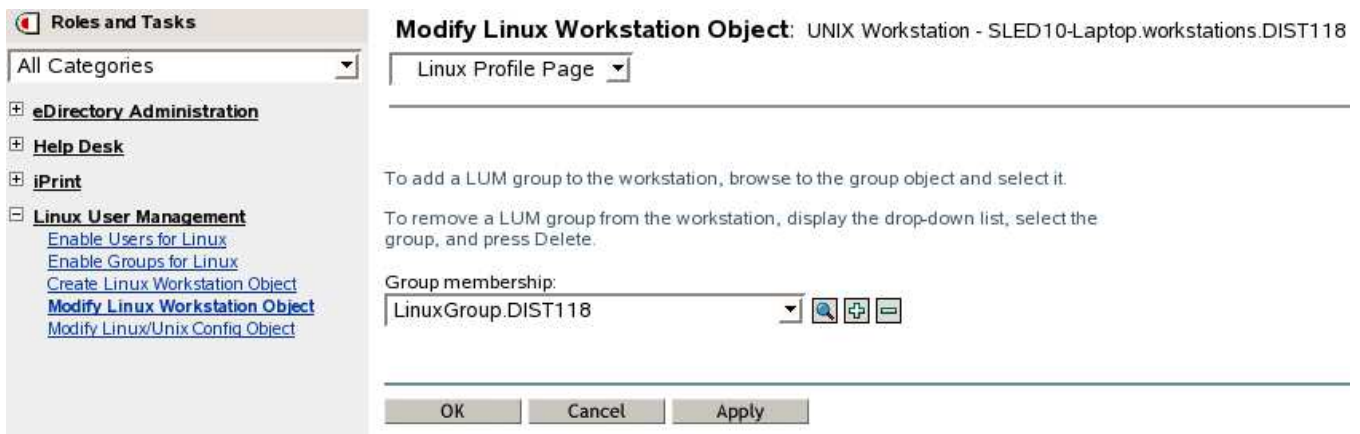 Roles and Tasks
All Categories
eDirectory Administration
Help Desk
iPrint
Linux User Management
Enable Users for Linux
Enable Groups for Linux
Create Linux Workstation Object
Modify Linux Workstation Object
Modify Linux/Unix Config Object
Modify Linux Workstation Object: UNIX Workstation - SLED10-Laptop.workstations.DIST118
Linux Profile Page
To add a LUM group to the workstation, browse to the group object and select it.
To remove a LUM group from the workstation, display the drop-down list, select the
group, and press Delete.
Group membership:
LinuxGroup.DIST118
OK Cancel Apply